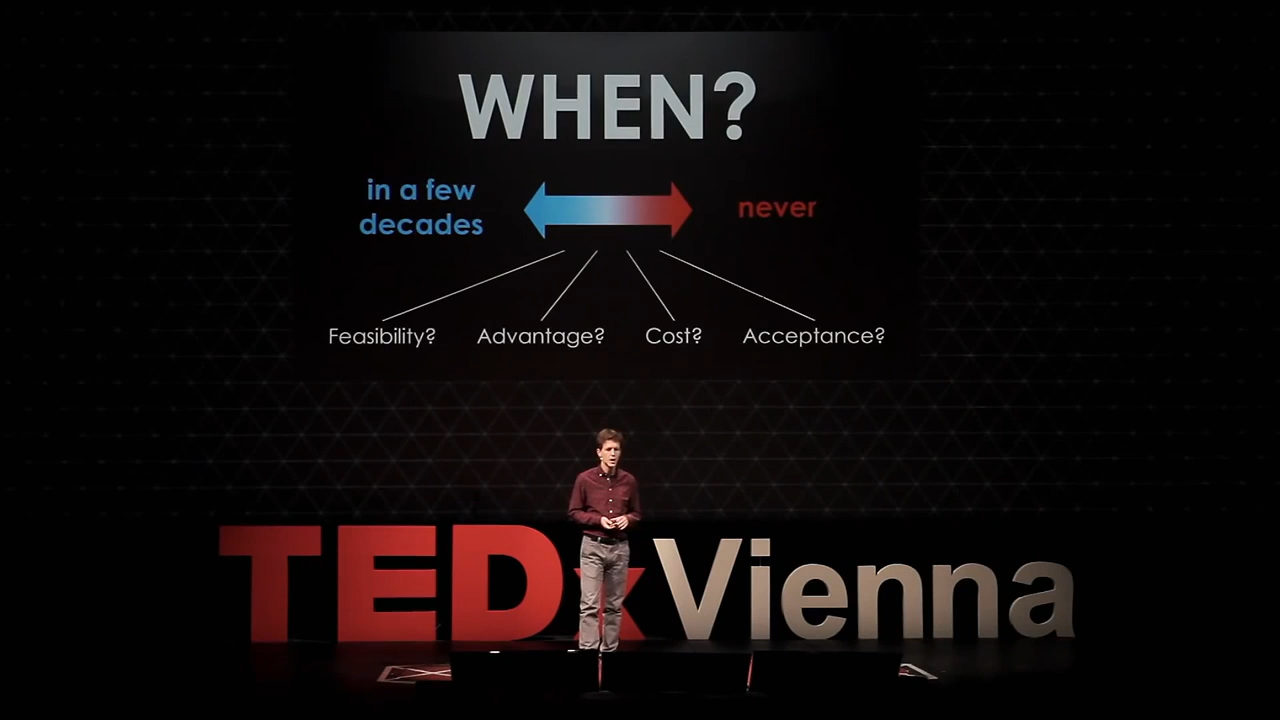 WHEN?
in a few
decades
never
Feasibility?
Advantage?
Cost?
Acceptance?
TEDxVienna